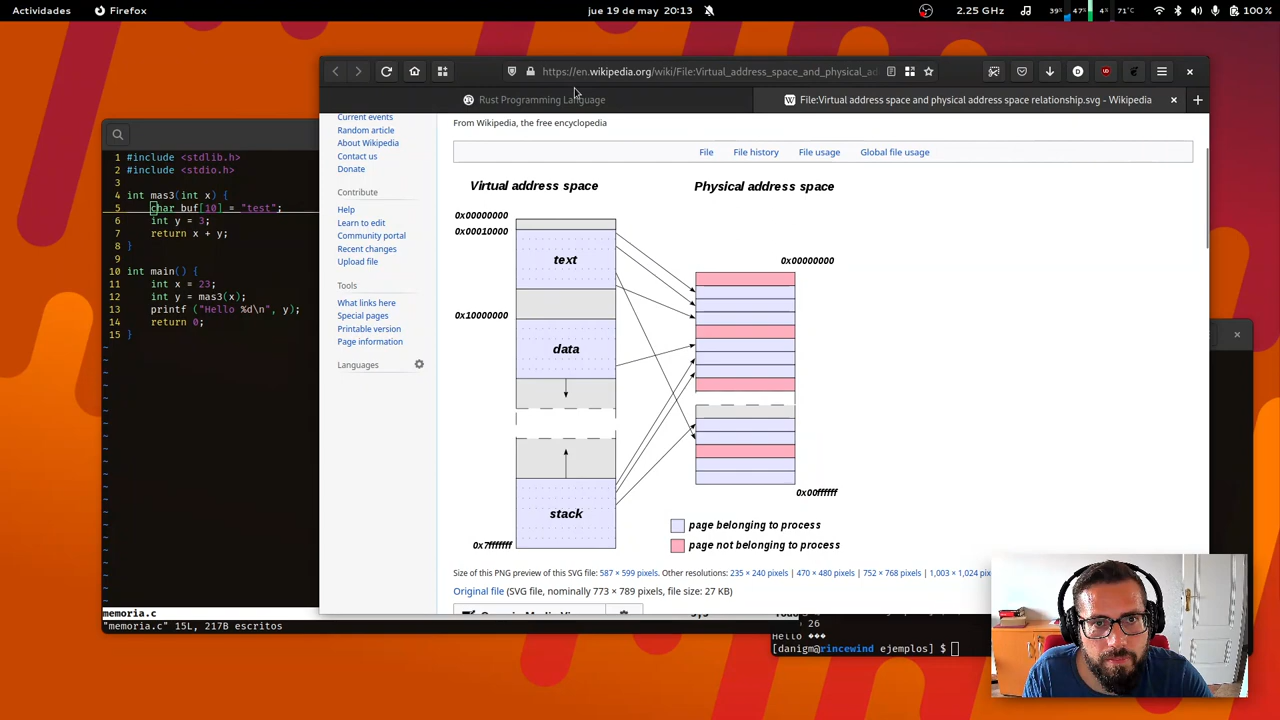 Actividades
Firefox
jue 19 de may 20:13
2.25 GHz
39%
47%
4%
71°C
100 %
https://en.wikipedia.org/wiki/File:Virtual_address_space_and_physical_ad
Rust Programming Language
File:Virtual address space and physical address space relationship.svg - Wikipedia
1 #include <stdlib.h>
2 #include <stdio.h>
3
4 int mas3(int x) {
5 char buf[10] = "test";
6 int y = 3;
7 return x + y;
8 }
9
10 int main() {
11 int x = 23;
12 int y = mas3(x);
13 printf ("Hello %d\n", y);
14 return 0;
15 }
~
memoria.c
"memoria.c" 15L, 217B escritos
Current events
Random article
About Wikipedia
Contact us
Donate
Contribute
Help
Learn to edit
Community portal
Recent changes
Upload file
Tools
What links here
Special pages
Printable version
Page information
Languages
From Wikipedia, the free encyclopedia
File
File history
File usage
Global file usage
Virtual address space
Physical address space
0x00000000
0x00010000
text
0x10000000
data
stack
0x7fffffff
0x00000000
0x00ffffff
page belonging to process
page not belonging to process
Size of this PNG preview of this SVG file: 587 × 599 pixels. Other resolutions: 235 × 240 pixels | 470 × 480 pixels | 752 × 768 pixels | 1,003 × 1,024 pix
Original file (SVG file, nominally 773 × 789 pixels, file size: 27 KB)
26
Hello ���
[danigm@rincewind ejemplos] $